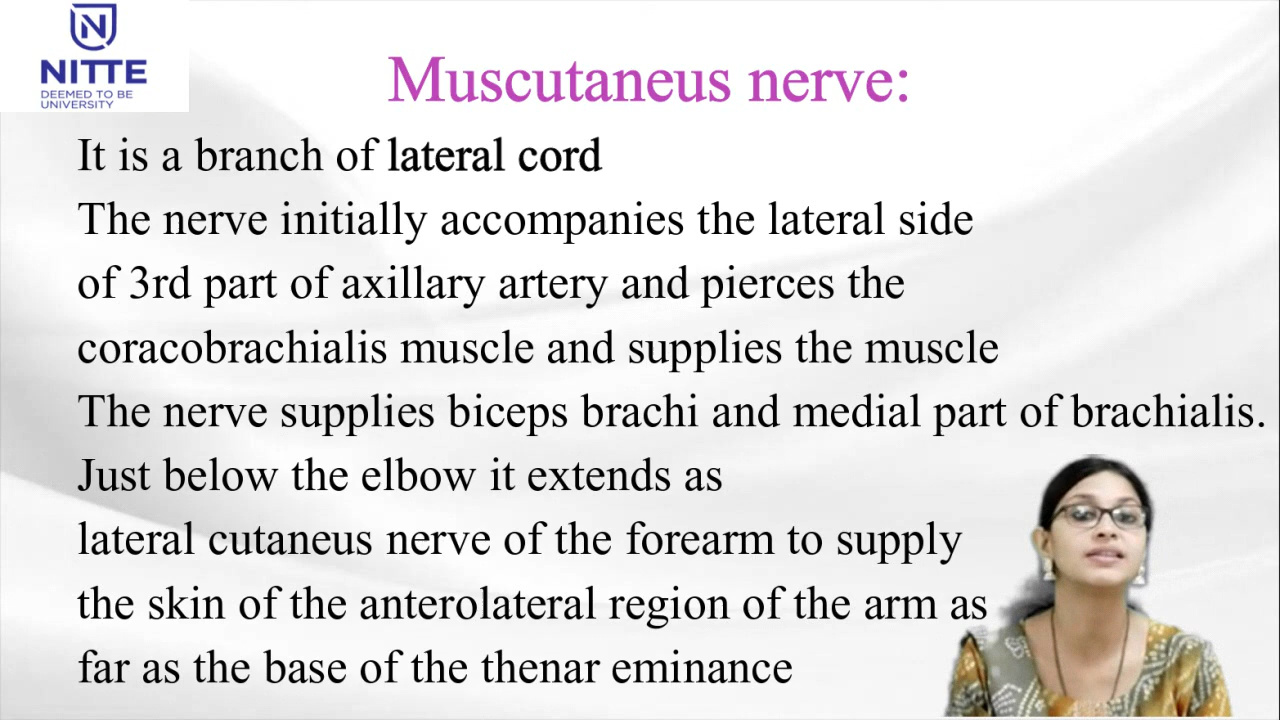 NITTE
DEEMED TO BE
UNIVERSITY
Muscutaneus nerve:
It is a branch of lateral cord
The nerve initially accompanies the lateral side
of 3rd part of axillary artery and pierces the
coracobrachialis muscle and supplies the muscle
The nerve supplies biceps brachi and medial part of brachialis.
Just below the elbow it extends as
lateral cutaneus nerve of the forearm to supply
the skin of the anterolateral region of the arm as
far as the base of the thenar eminance